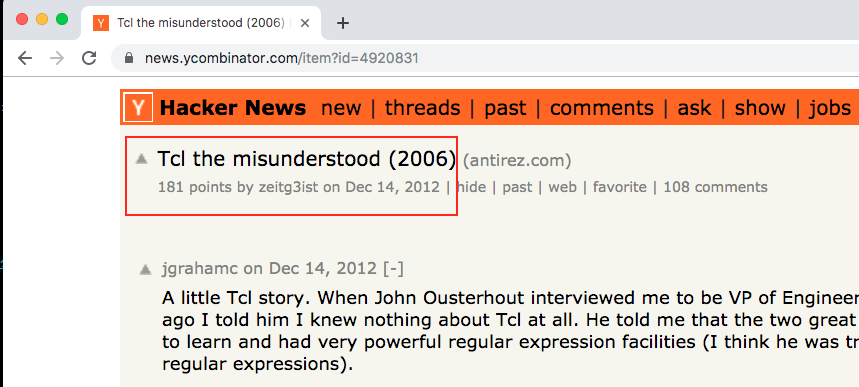 Y Tcl the misunderstood (2006)
news.ycombinator.com/item?id=4920831
Y Hacker News new | threads | past | comments | ask | show | jobs
Tcl the misunderstood (2006) (antirez.com)
181 points by zeitg3ist on Dec 14, 2012 | hide | past | web | favorite | 108 comments
jgrahamc on Dec 14, 2012 [-]
A little Tcl story. When John Ousterhout interviewed me to be VP of Engineer
ago I told him I knew nothing about Tcl at all. He told me that the two great
to learn and had very powerful regular expression facilities (I think he was tr
regular expressions).